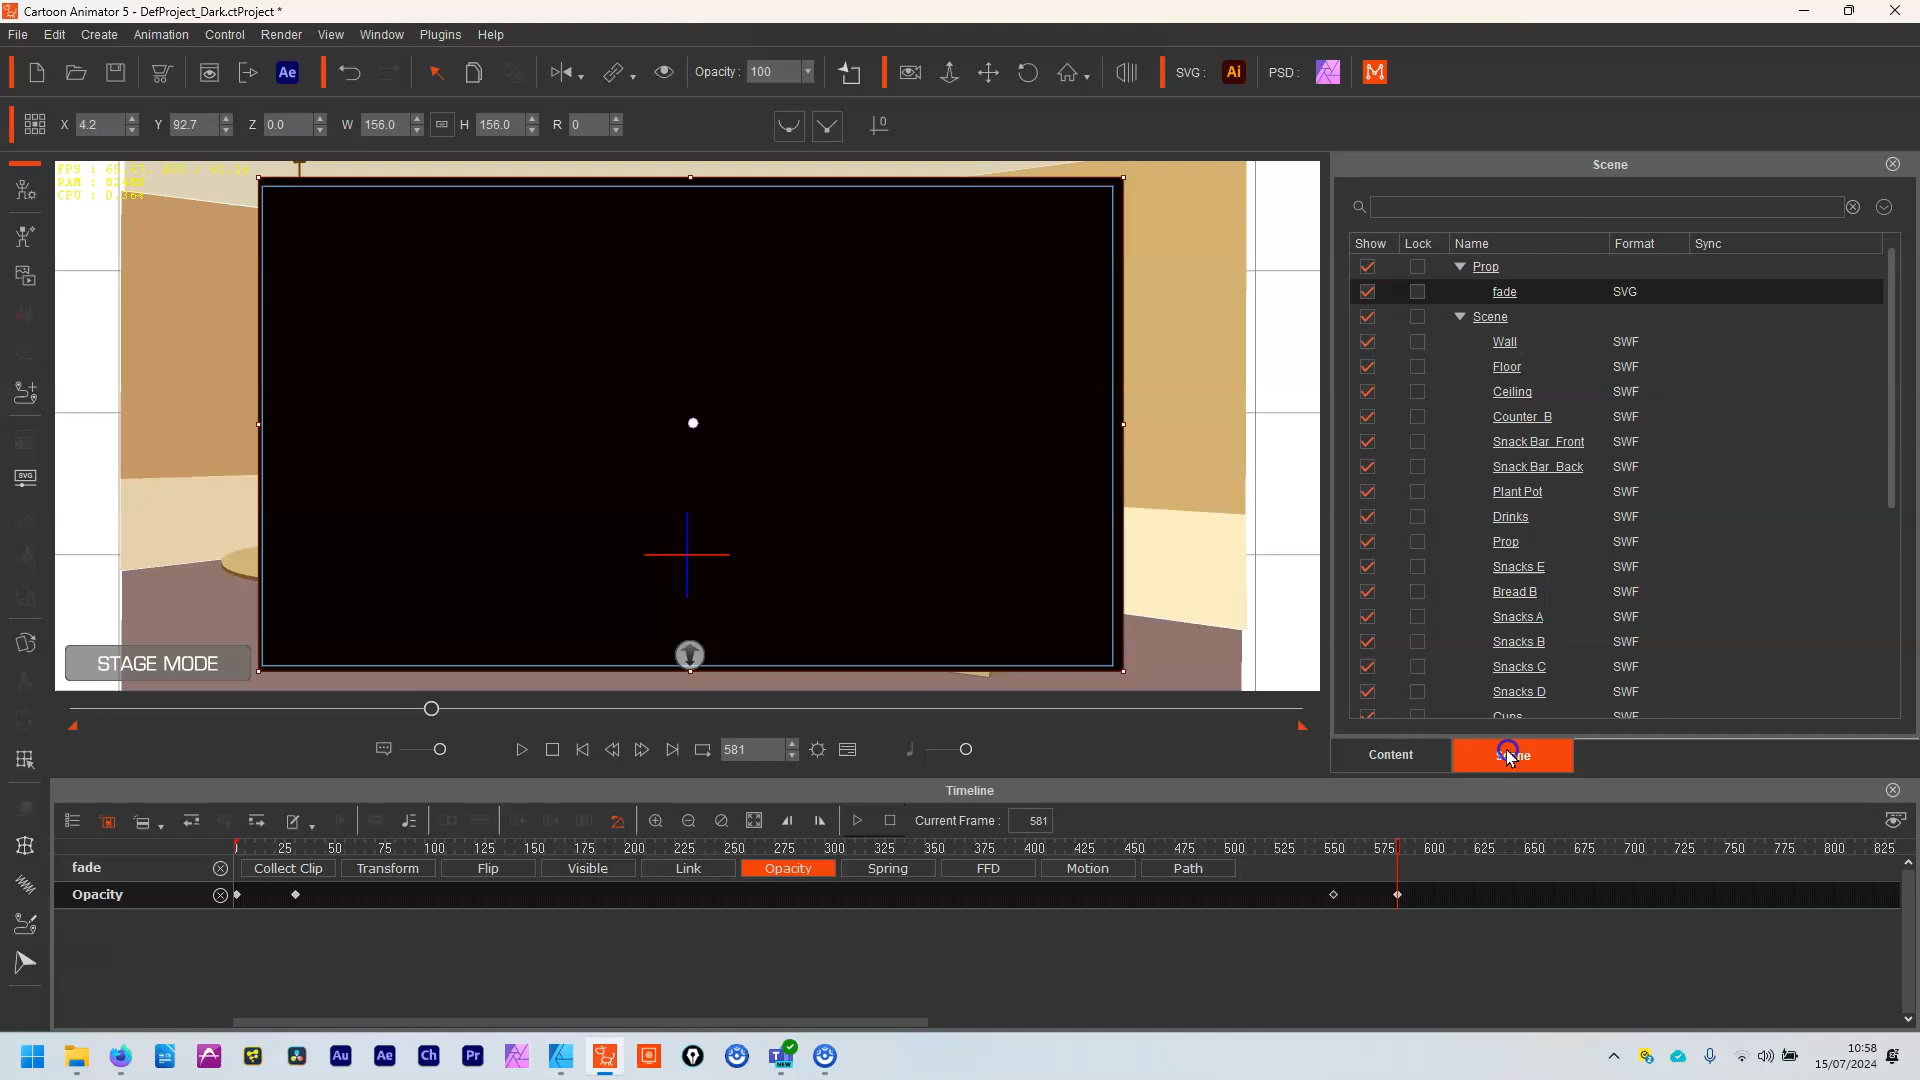 Cartoon Animator 5 - DefProject_Dark.ctProject *
File Edit Create Animation Control Render View Window Plugins Help
Ae Opacity : 100 SVG : Ai PSD :
X 4.2 Y 92.7 Z 0.0 W 156.0 H 156.0 R 0
STAGE MODE
581
Scene
Show Lock Name Format Sync
Prop
fade SVG
Scene
Wall SWF
Floor SWF
Ceiling SWF
Counter_B SWF
Snack Bar_Front SWF
Snack Bar_Back SWF
Plant Pot SWF
Drinks SWF
Prop SWF
Snacks E SWF
Bread B SWF
Snacks A SWF
Snacks B SWF
Snacks C SWF
Snacks D SWF
Cups SWF
Content
Timeline
Current Frame : 581
25 50 75 100 125 150 175 200 225 250 275 300 325 350 375 400 425 450 475 500 525 550 575 600 625 650 675 700 725 750 775 800 825
fade Collect Clip Transform Flip Visible Link Opacity Spring FFD Motion Path
Opacity
Au Ae Ch Pr NEW
10:58
15/07/2024